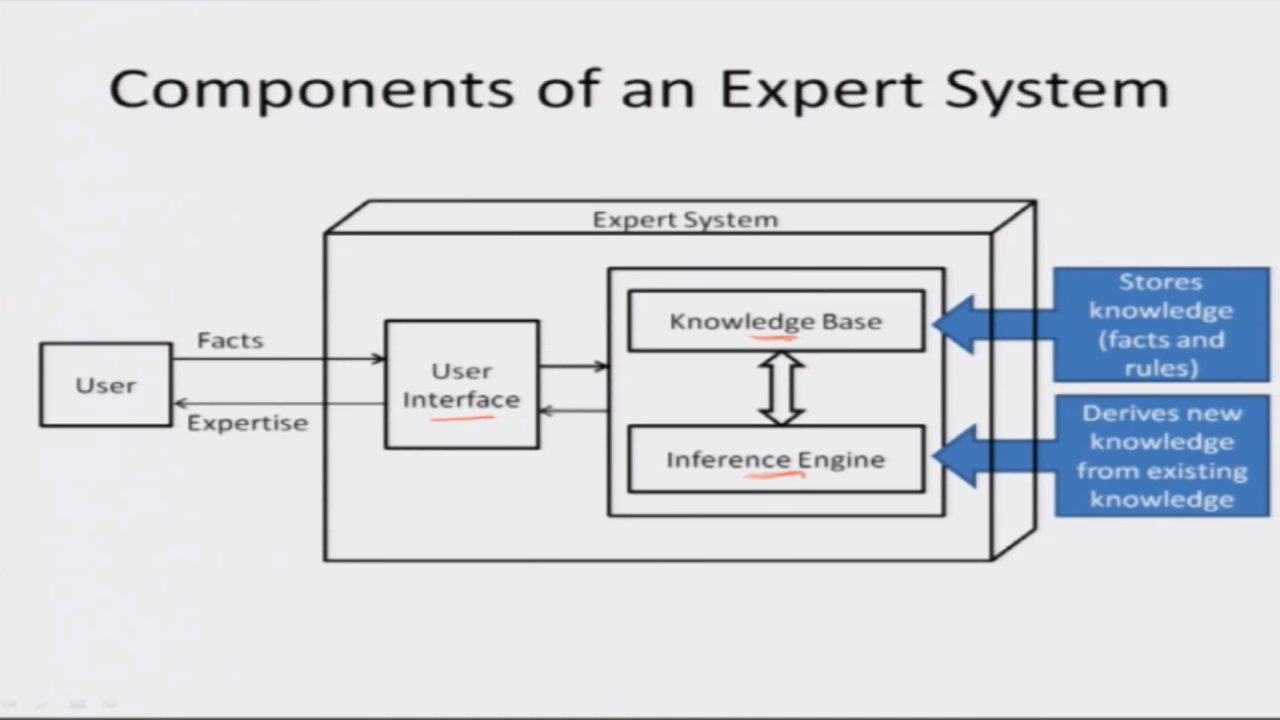 Components of an Expert System
Expert System
Facts
User
Expertise
User
Interface
Knowledge Base
Inference Engine
Stores
knowledge
(facts and
rules)
Derives new
knowledge
from existing
knowledge